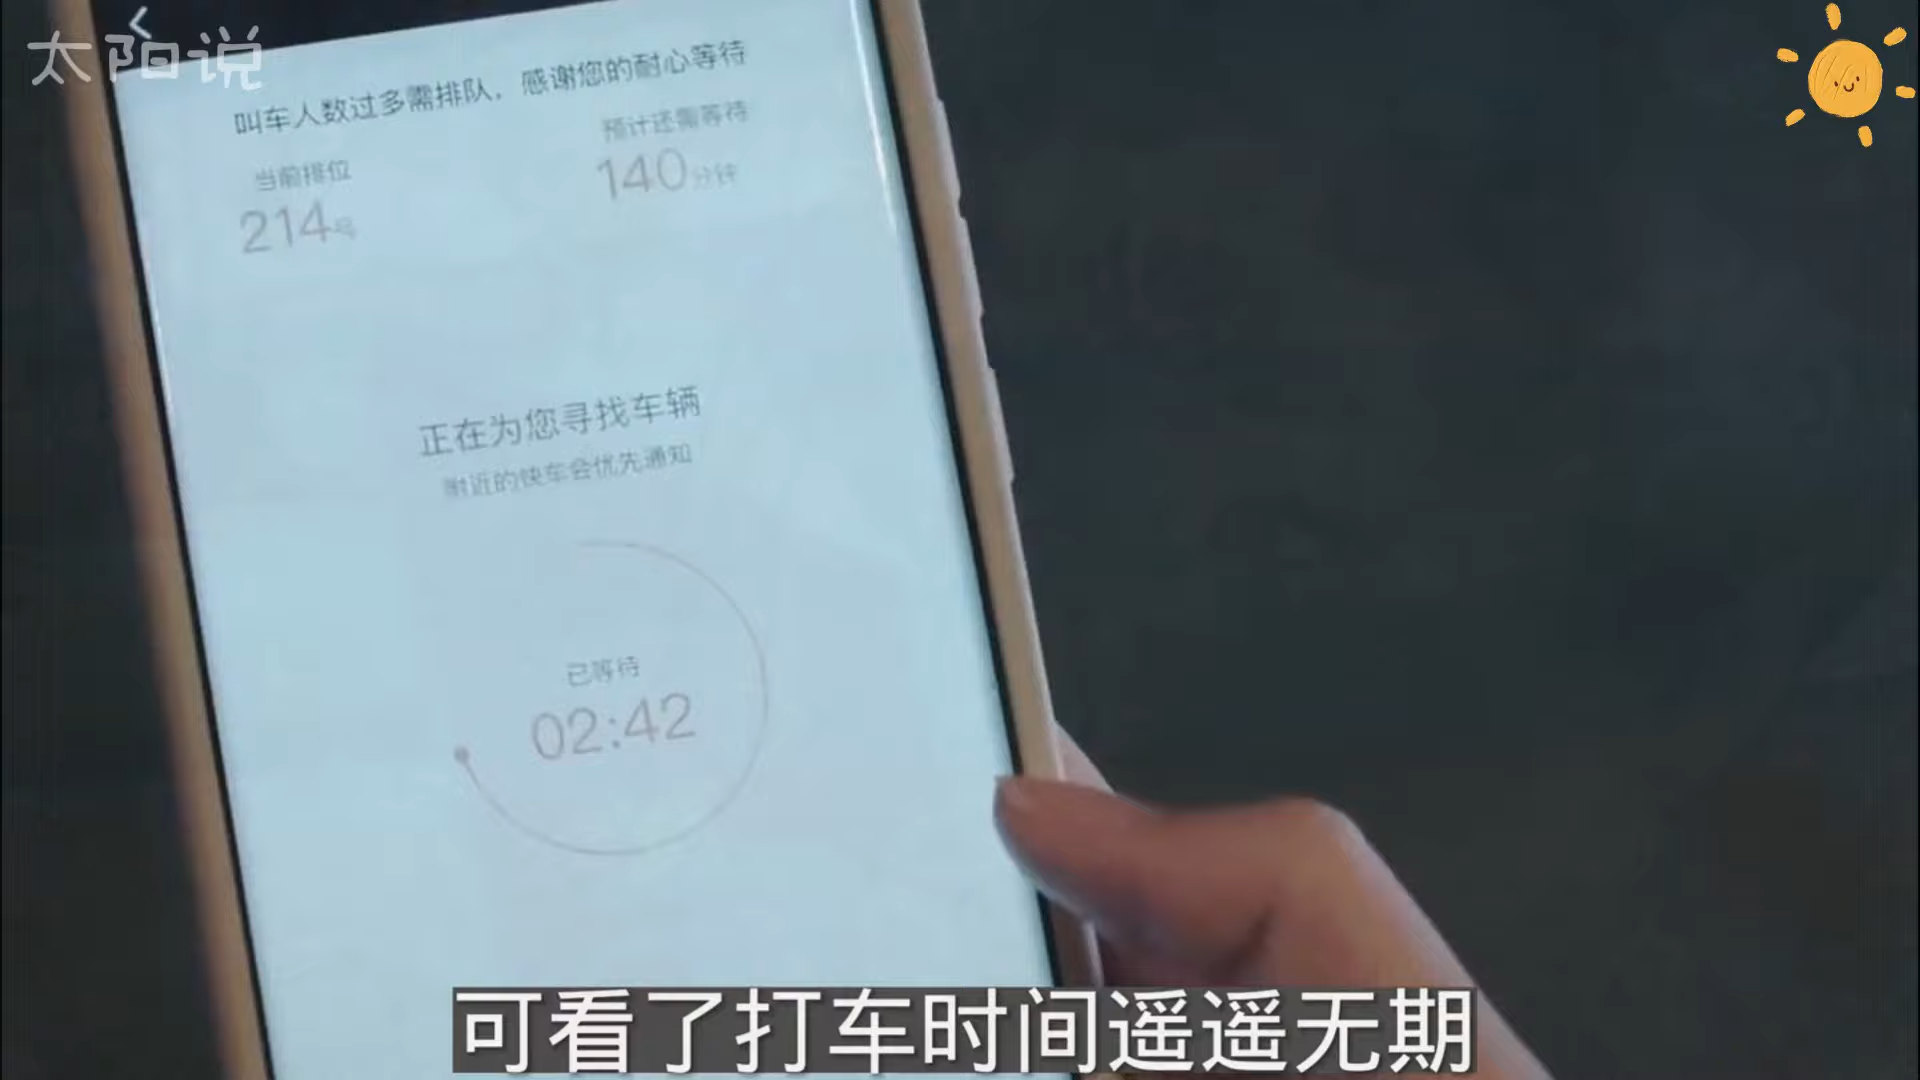 太阳说
叫车人数过多需排队，感谢您的耐心等待
当前排位
预计还需等待
214号
140分钟
正在为您寻找车辆
附近的快车会优先通知
已等待
02:42
可看了打车时间遥遥无期